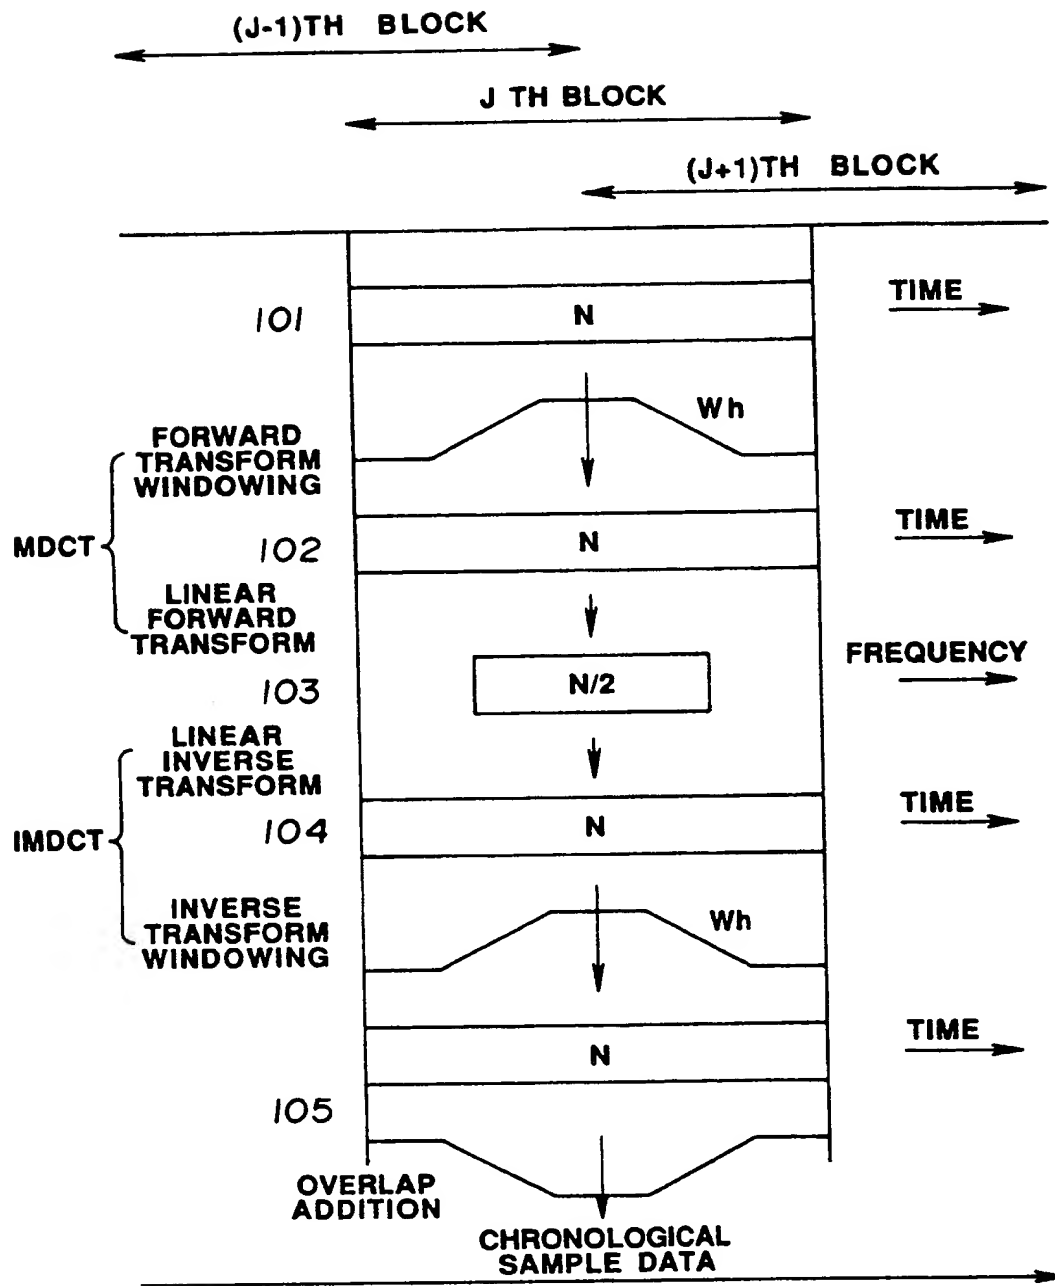 (J-1)TH BLOCK
J TH BLOCK
(J+1)TH BLOCK
TIME
101
N
Wh
FORWARD
TRANSFORM
WINDOWING
TIME
MDCT
102
N
LINEAR
FORWARD
TRANSFORM
FREQUENCY
103
N/2
LINEAR
INVERSE
TRANSFORM
TIME
IMDCT
104
N
INVERSE
TRANSFORM
WINDOWING
Wh
TIME
N
105
OVERLAP
ADDITION
CHRONOLOGICAL
SAMPLE DATA